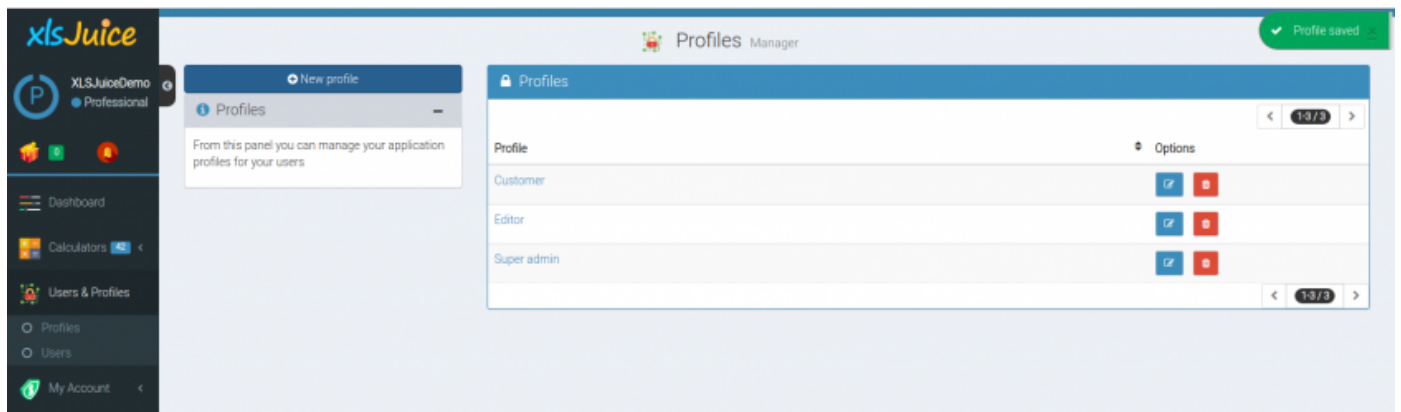 xlsJuice
P
XLSJuiceDemo
Professional
0
Dashboard
Calculators 42
Users & Profiles
Profiles
Users
My Account
Profiles Manager
Profile saved
New profile
Profiles
From this panel you can manage your application
profiles for your users
Profiles
1-3 / 3
Profile Options
Customer
Editor
Super admin
1-3 / 3